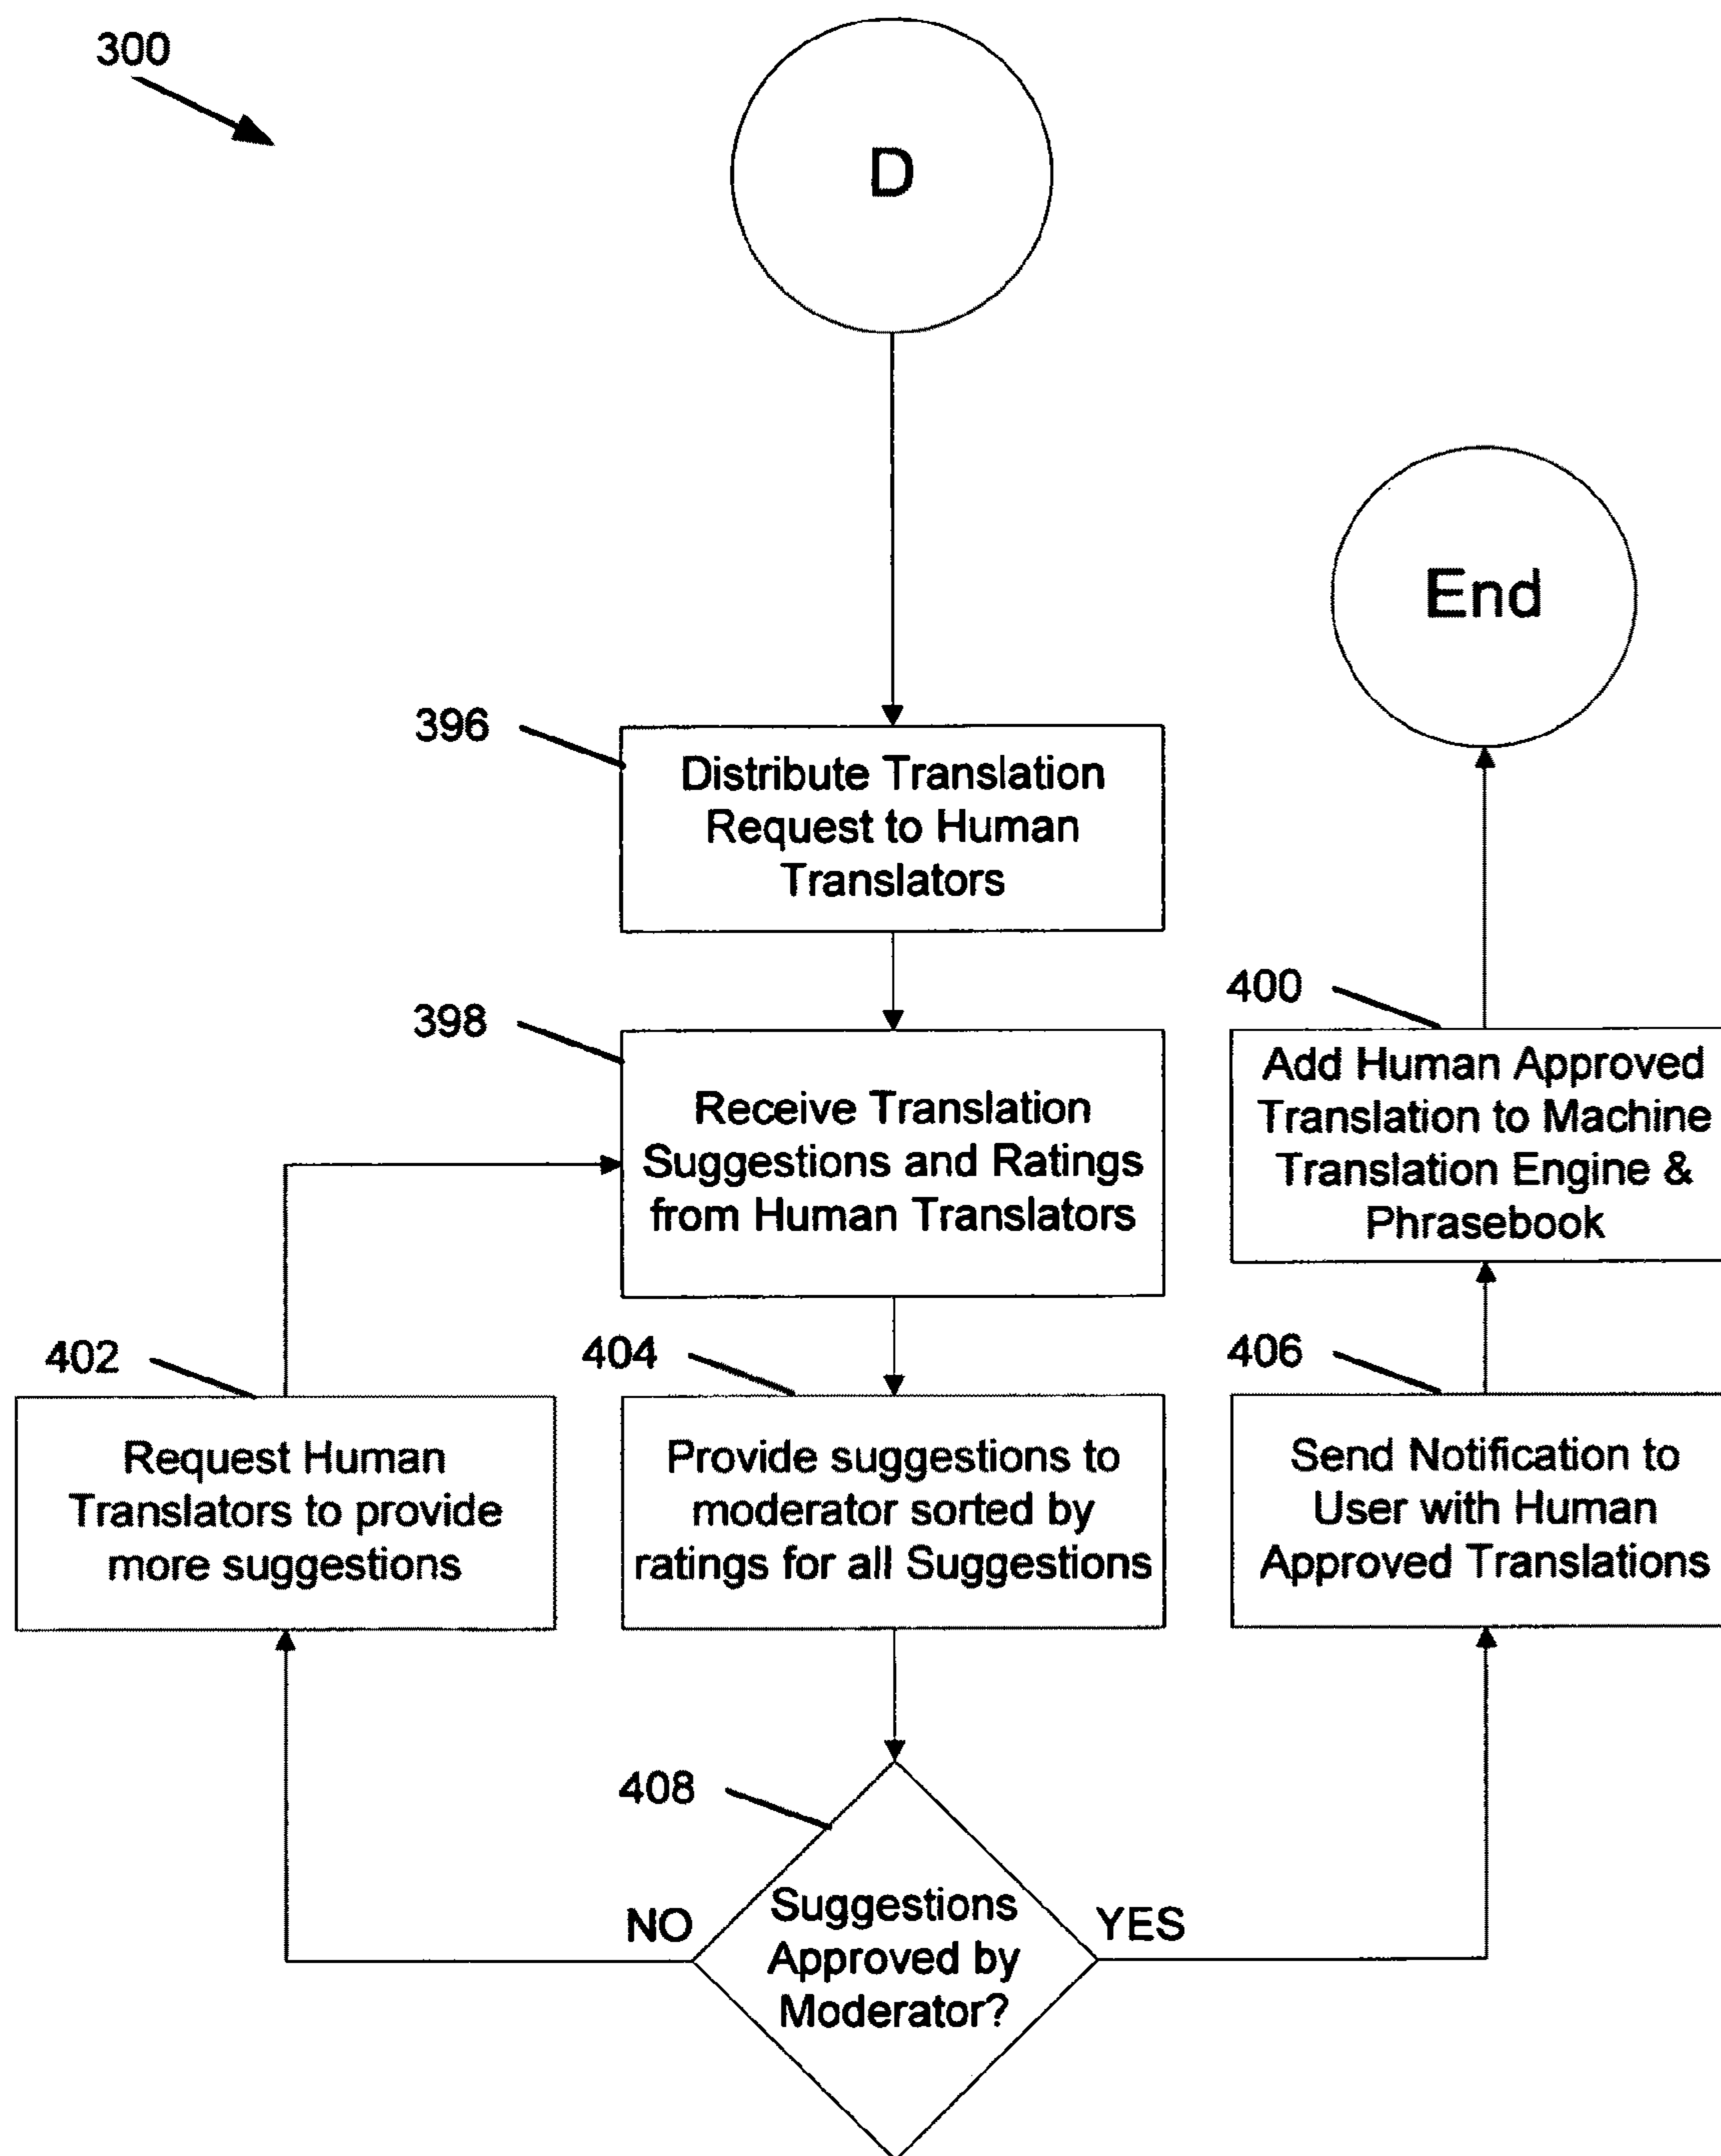 300
D
End
396
Distribute Translation
Request to Human
Translators
398
Receive Translation
Suggestions and Ratings
from Human Translators
400
Add Human Approved
Translation to Machine
Translation Engine &
Phrasebook
402
Request Human
Translators to provide
more suggestions
404
Provide suggestions to
moderator sorted by
ratings for all Suggestions
406
Send Notification to
User with Human
Approved Translations
408
Suggestions
Approved by
Moderator?
NO
YES